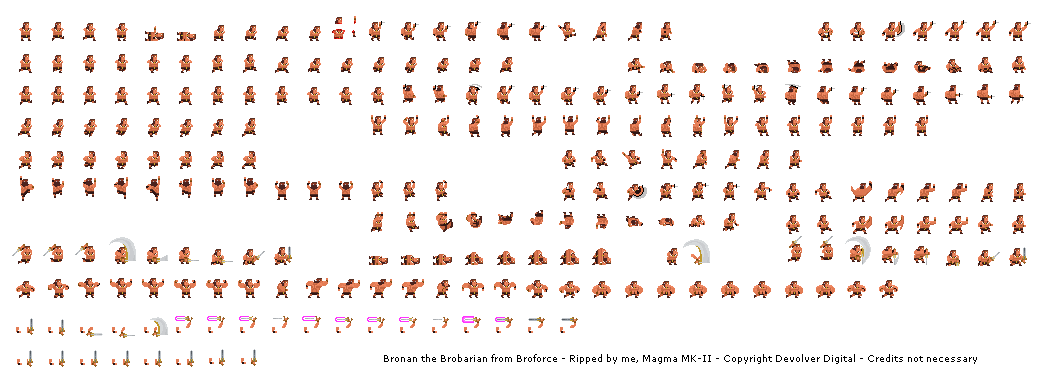 Bronan the Brobarian from Broforce - Ripped by me, Magma MK-II - Copyright Devolver Digital - Credits not necessary